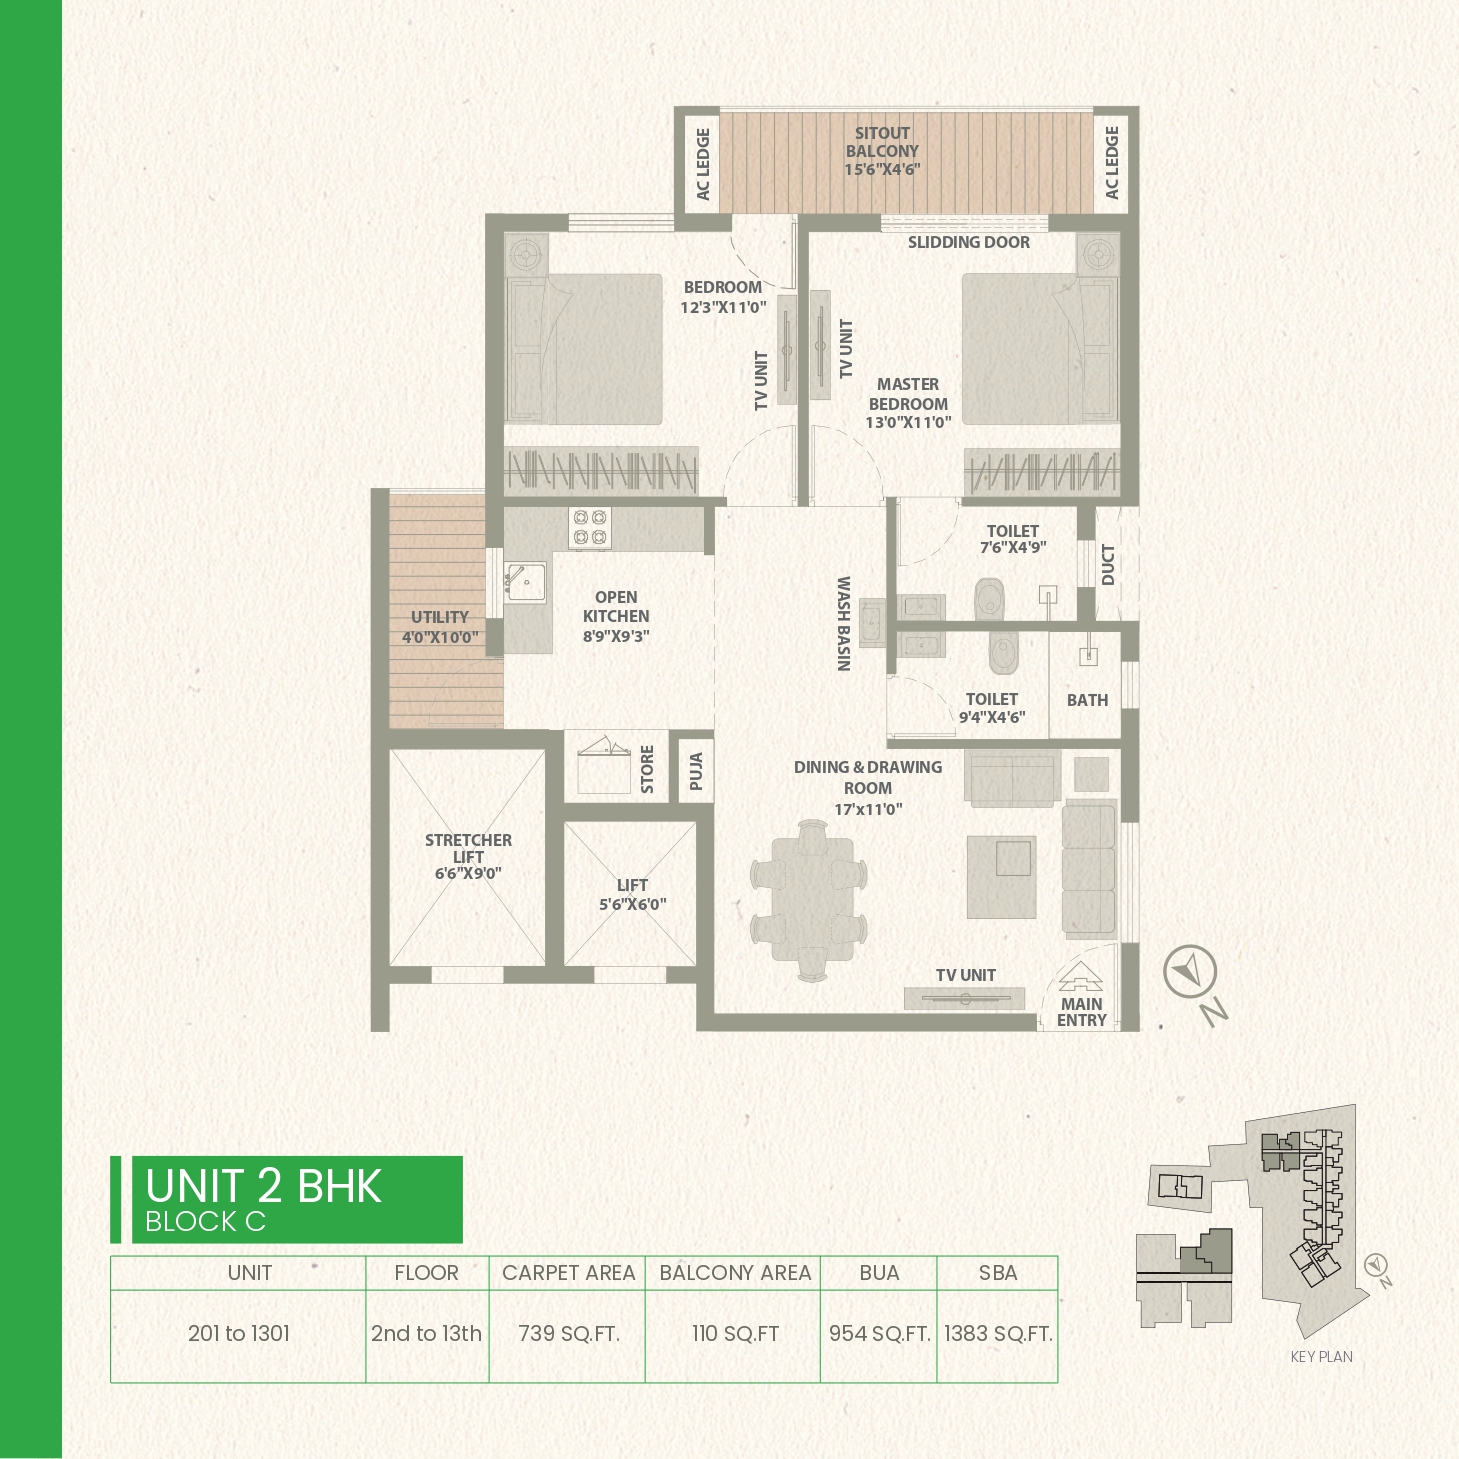 AC LEDGE
SITOUT
BALCONY
15'6"X4'6"
AC LEDGE
SLIDDING DOOR
BEDROOM
12'3"X11'0"
TV UNIT
TV UNIT
MASTER
BEDROOM
13'0"X11'0"
TOILET
7'6"X4'9"
DUCT
OPEN
KITCHEN
8'9"X9'3"
WASH BASIN
UTILITY
4'0"X10'0"
TOILET
9'4"X4'6"
BATH
STORE
PUJA
DINING & DRAWING
ROOM
17'x11'0"
STRETCHER
LIFT
6'6"X9'0"
LIFT
5'6"X6'0"
TV UNIT
MAIN
ENTRY
N
UNIT 2 BHK
BLOCK C
UNIT FLOOR CARPET AREA BALCONY AREA BUA SBA
201 to 1301 2nd to 13th 739 SQ.FT. 110 SQ.FT 954 SQ.FT. 1383 SQ.FT.
N
KEY PLAN